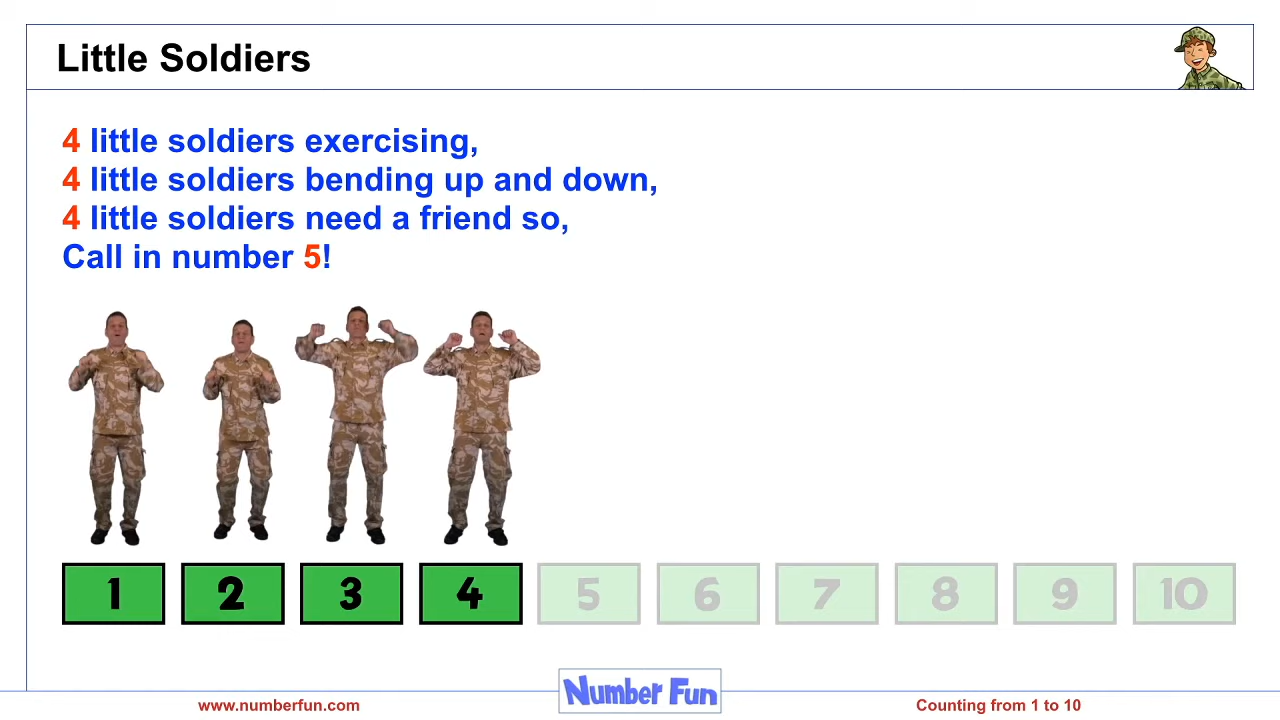 Little Soldiers
4 little soldiers exercising,
4 little soldiers bending up and down,
4 little soldiers need a friend so,
Call in number 5!
1 2 3 4 5 6 7 8 9 10
www.numberfun.com
Number Fun
Counting from 1 to 10